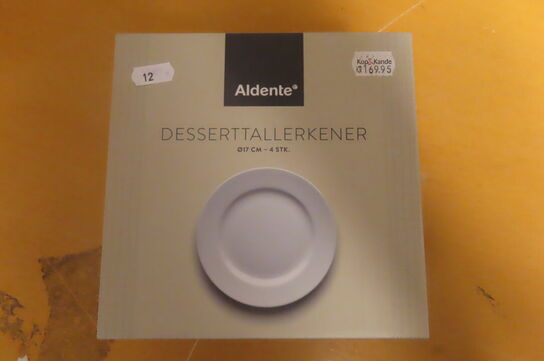 12
Aldente
Kop&Kande
169.95
DESSERTTALLERKENER
Ø17 CM – 4 STK.